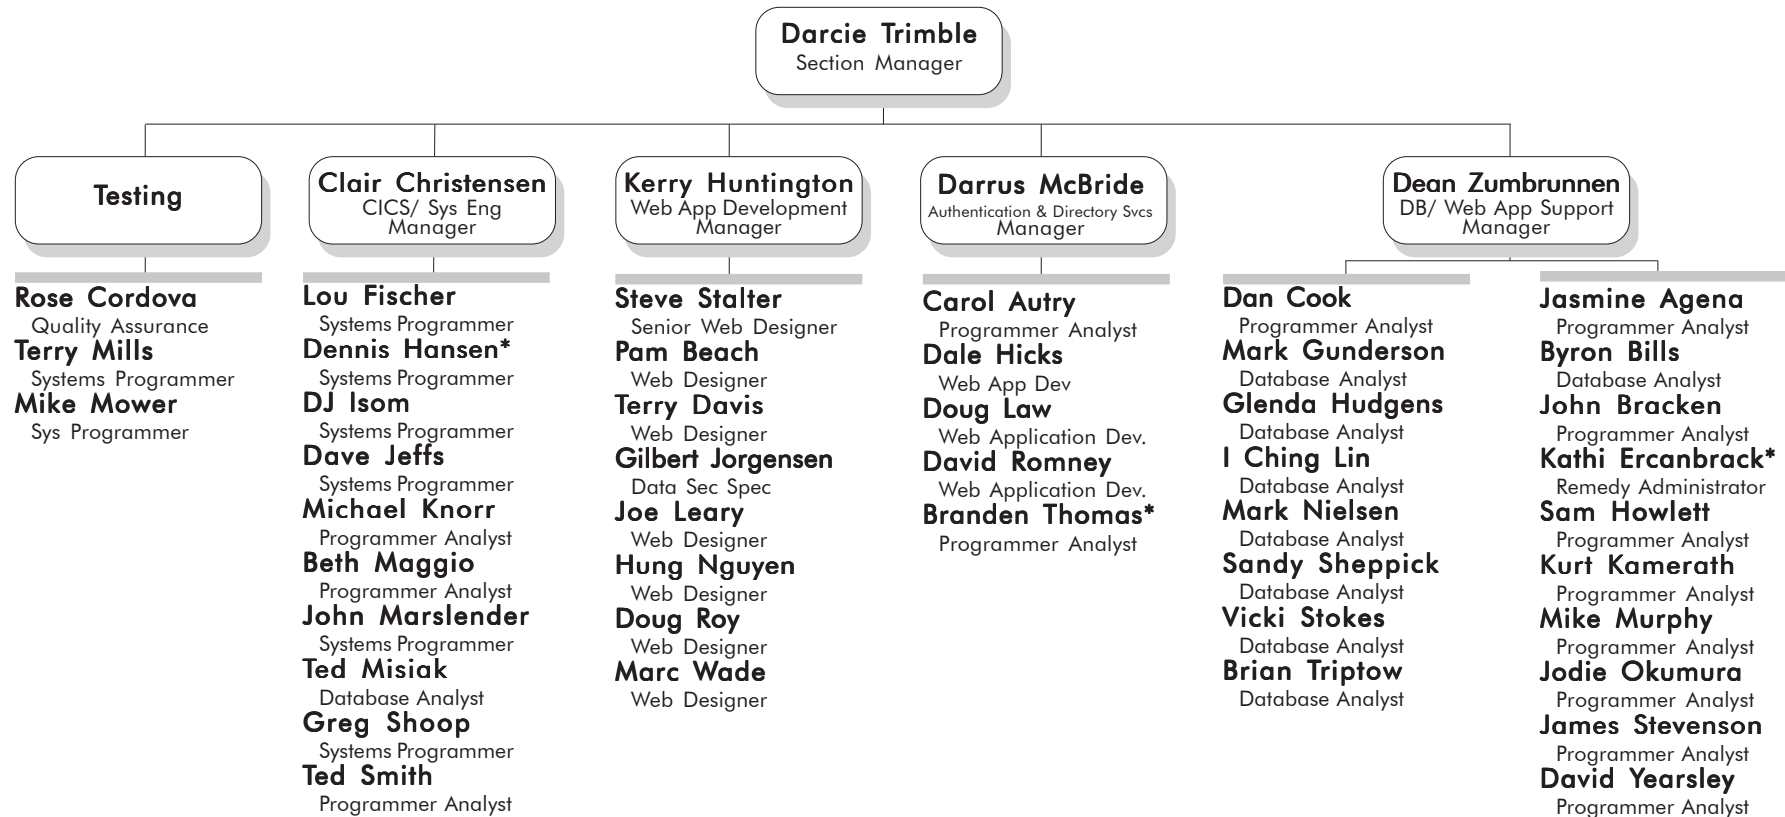 Darcie Trimble
Section Manager
Testing
Rose Cordova
Quality Assurance
Terry Mills
Systems Programmer
Mike Mower
Sys Programmer
Clair Christensen
CICS/ Sys Eng
Manager
Lou Fischer
Systems Programmer
Dennis Hansen*
Systems Programmer
DJ Isom
Systems Programmer
Dave Jeffs
Systems Programmer
Michael Knorr
Programmer Analyst
Beth Maggio
Programmer Analyst
John Marslender
Systems Programmer
Ted Misiak
Database Analyst
Greg Shoop
Systems Programmer
Ted Smith
Programmer Analyst
Kerry Huntington
Web App Development
Manager
Steve Stalter
Senior Web Designer
Pam Beach
Web Designer
Terry Davis
Web Designer
Gilbert Jorgensen
Data Sec Spec
Joe Leary
Web Designer
Hung Nguyen
Web Designer
Doug Roy
Web Designer
Marc Wade
Web Designer
Darrus McBride
Authentication & Directory Svcs
Manager
Carol Autry
Programmer Analyst
Dale Hicks
Web App Dev
Doug Law
Web Application Dev.
David Romney
Web Application Dev.
Branden Thomas*
Programmer Analyst
Dean Zumbrunnen
DB/ Web App Support
Manager
Dan Cook
Programmer Analyst
Mark Gunderson
Database Analyst
Glenda Hudgens
Database Analyst
I Ching Lin
Database Analyst
Mark Nielsen
Database Analyst
Sandy Sheppick
Database Analyst
Vicki Stokes
Database Analyst
Brian Triptow
Database Analyst
Jasmine Agena
Programmer Analyst
Byron Bills
Database Analyst
John Bracken
Programmer Analyst
Kathi Ercanbrack*
Remedy Administrator
Sam Howlett
Programmer Analyst
Kurt Kamerath
Programmer Analyst
Mike Murphy
Programmer Analyst
Jodie Okumura
Programmer Analyst
James Stevenson
Programmer Analyst
David Yearsley
Programmer Analyst